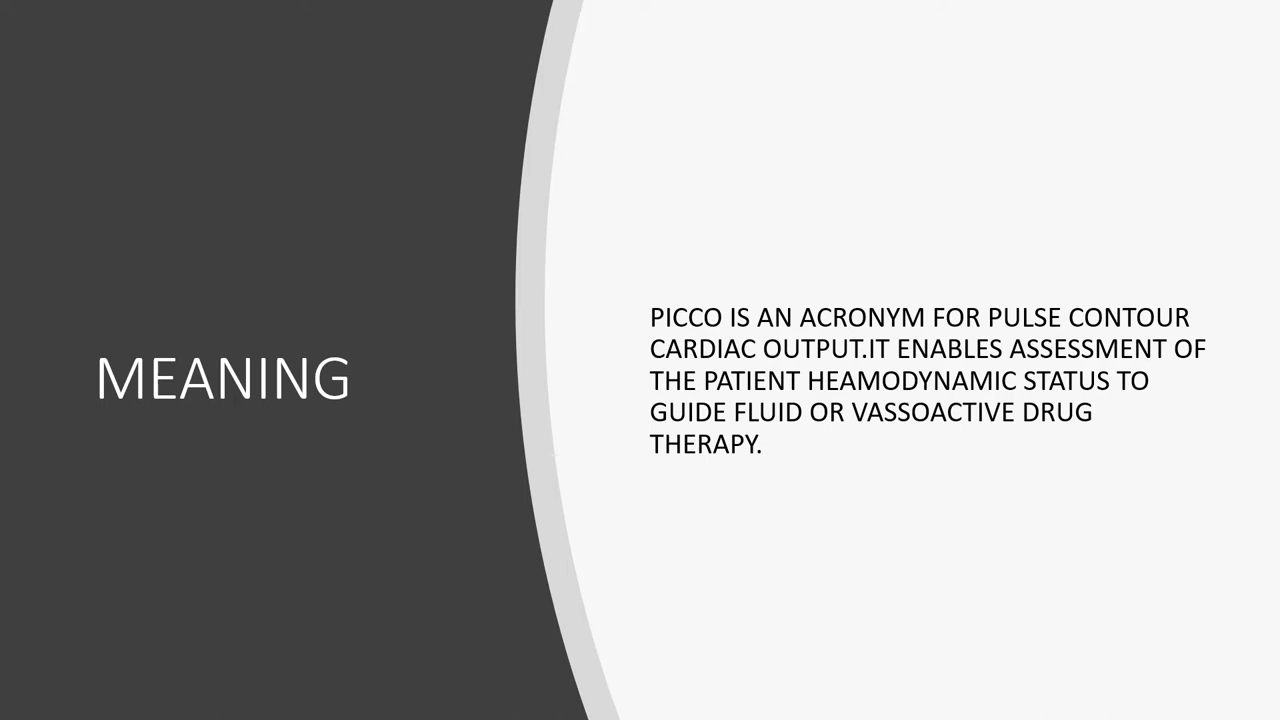 MEANING
PICCO IS AN ACRONYM FOR PULSE CONTOUR
CARDIAC OUTPUT.IT ENABLES ASSESSMENT OF
THE PATIENT HEAMODYNAMIC STATUS TO
GUIDE FLUID OR VASSOACTIVE DRUG
THERAPY.